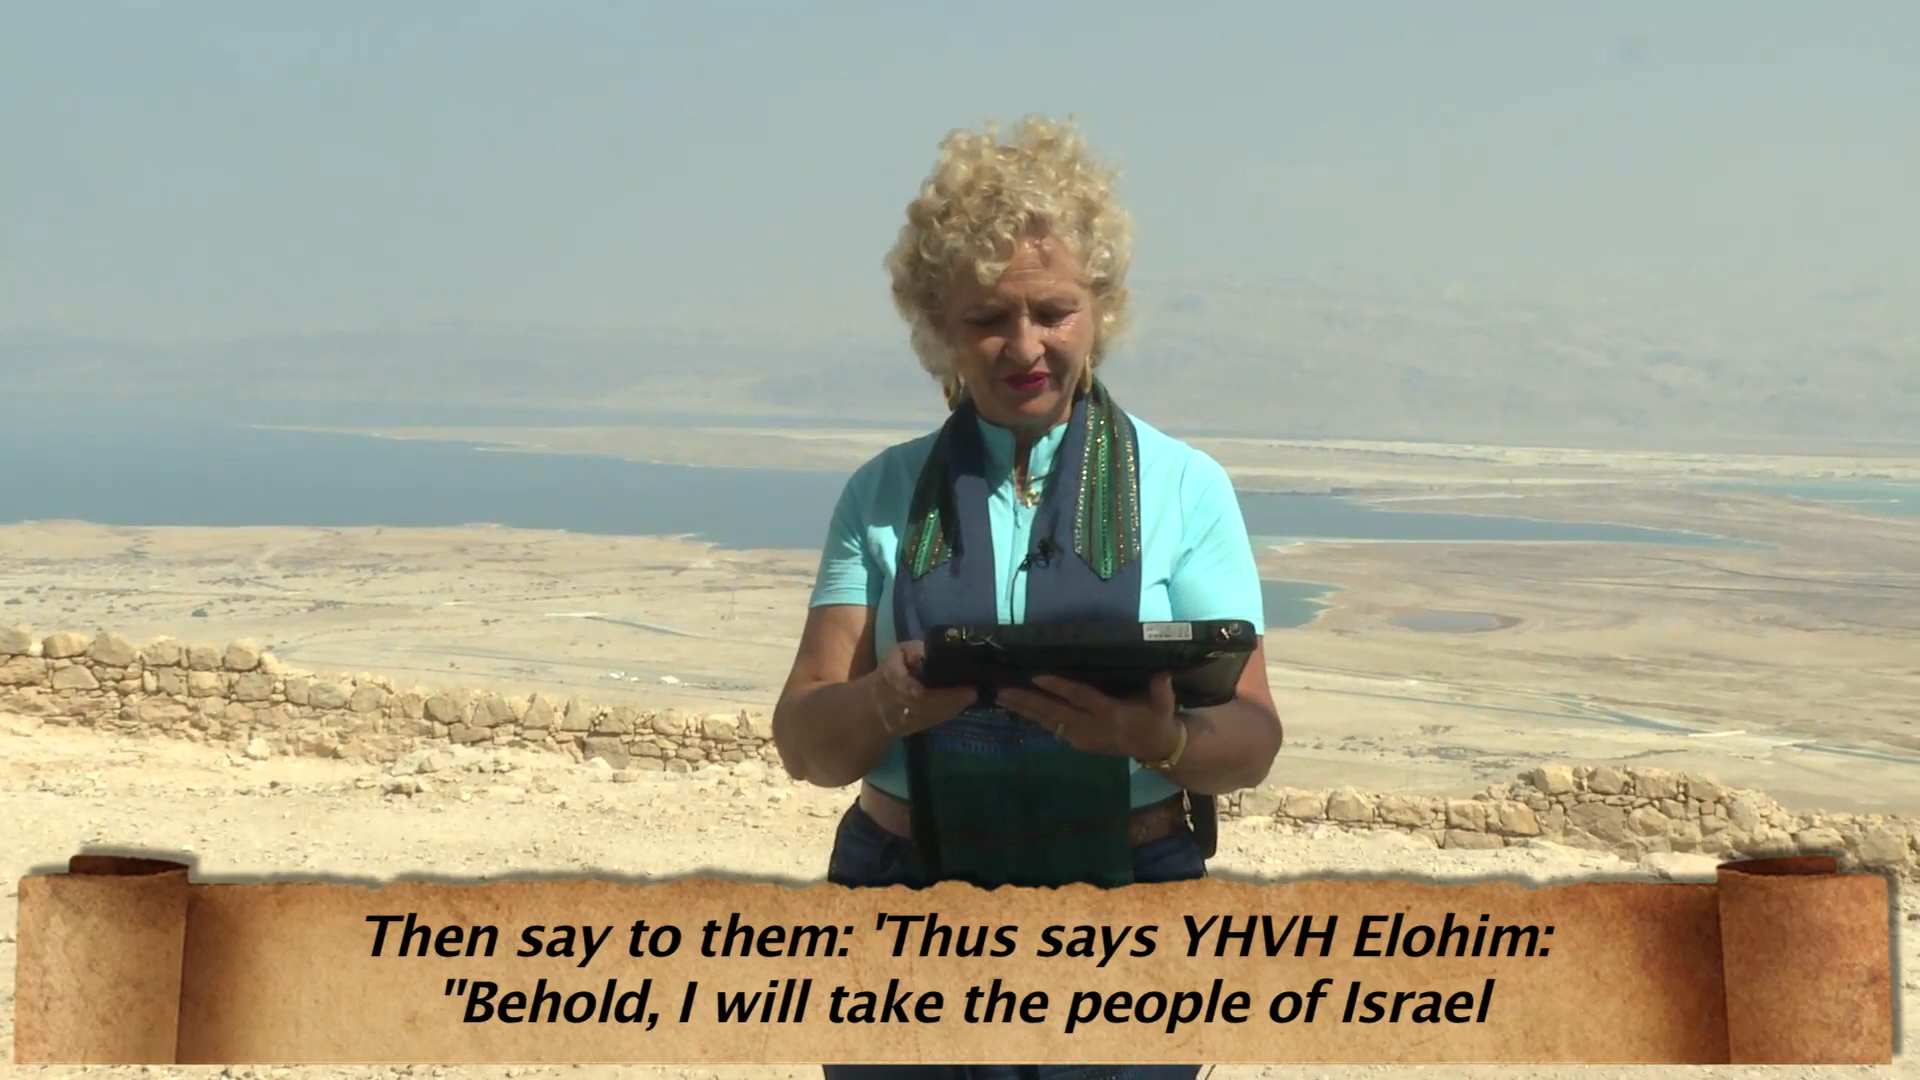 Then say to them: 'Thus says YHVH Elohim:
"Behold, I will take the people of Israel